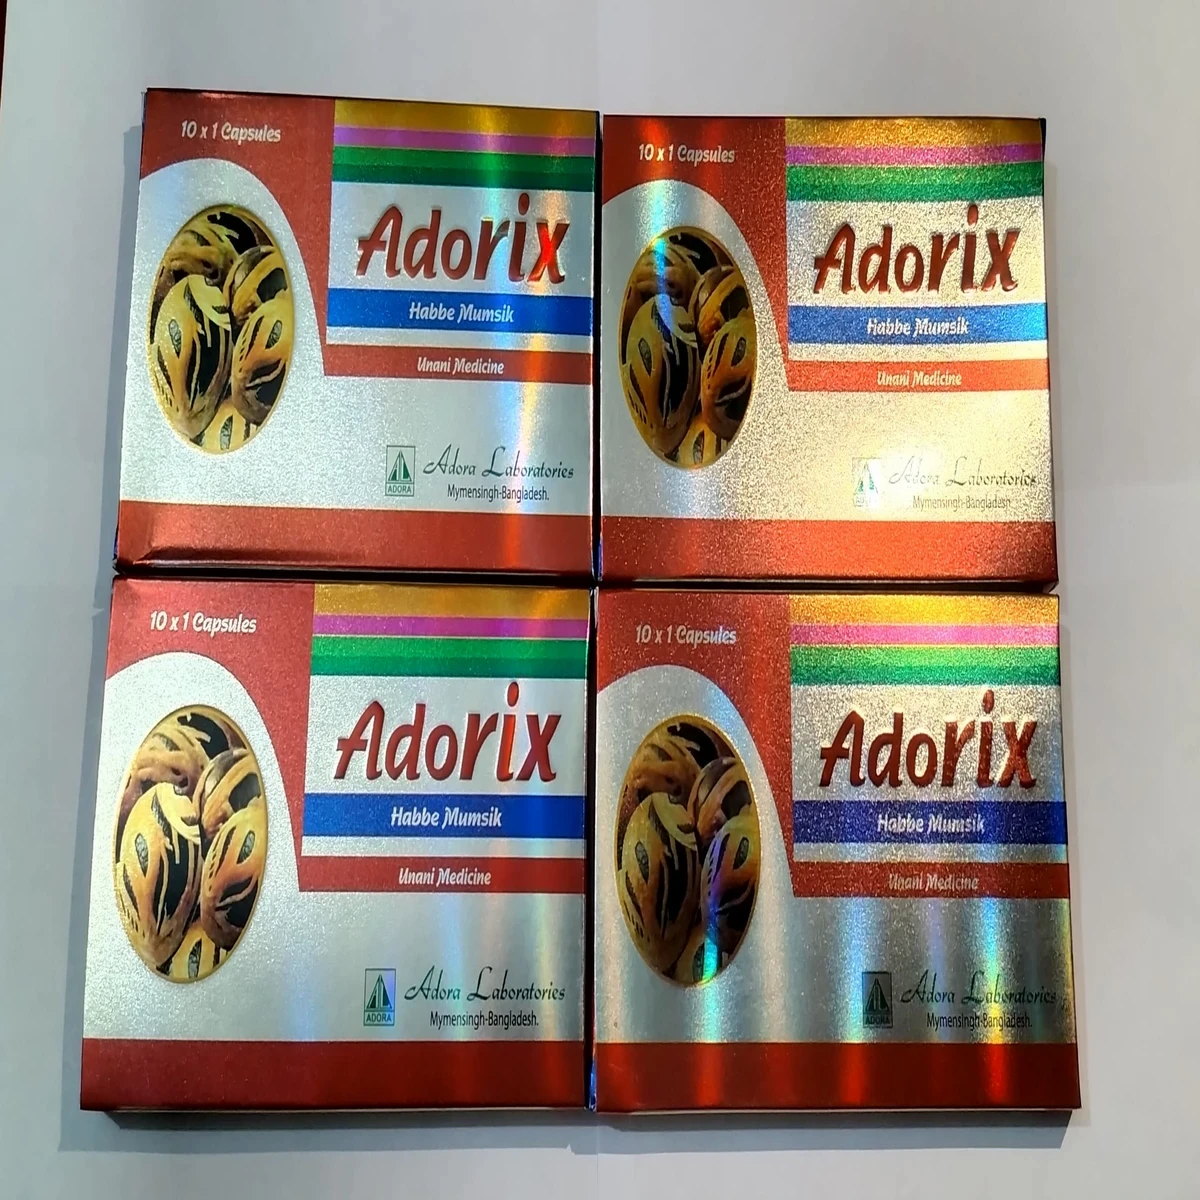 10 x 1 Capsules
Adorix
Habbe Mumsik
Unani Medicine
ADORA
Adora Laboratories
Mymensingh-Bangladesh.
10 x 1 Capsules
Adorix
Habbe Mumsik
Unani Medicine
Adora Laboratories
Mymensingh-Bangladesh
10 x 1 Capsules
Adorix
Habbe Mumsik
Unani Medicine
ADORA
Adora Laboratories
Mymensingh-Bangladesh.
10 x 1 Capsules
Adorix
Habbe Mumsik
Unani Medicine
ADORA
Adora Laboratories
Mymensingh-Bangladesh.